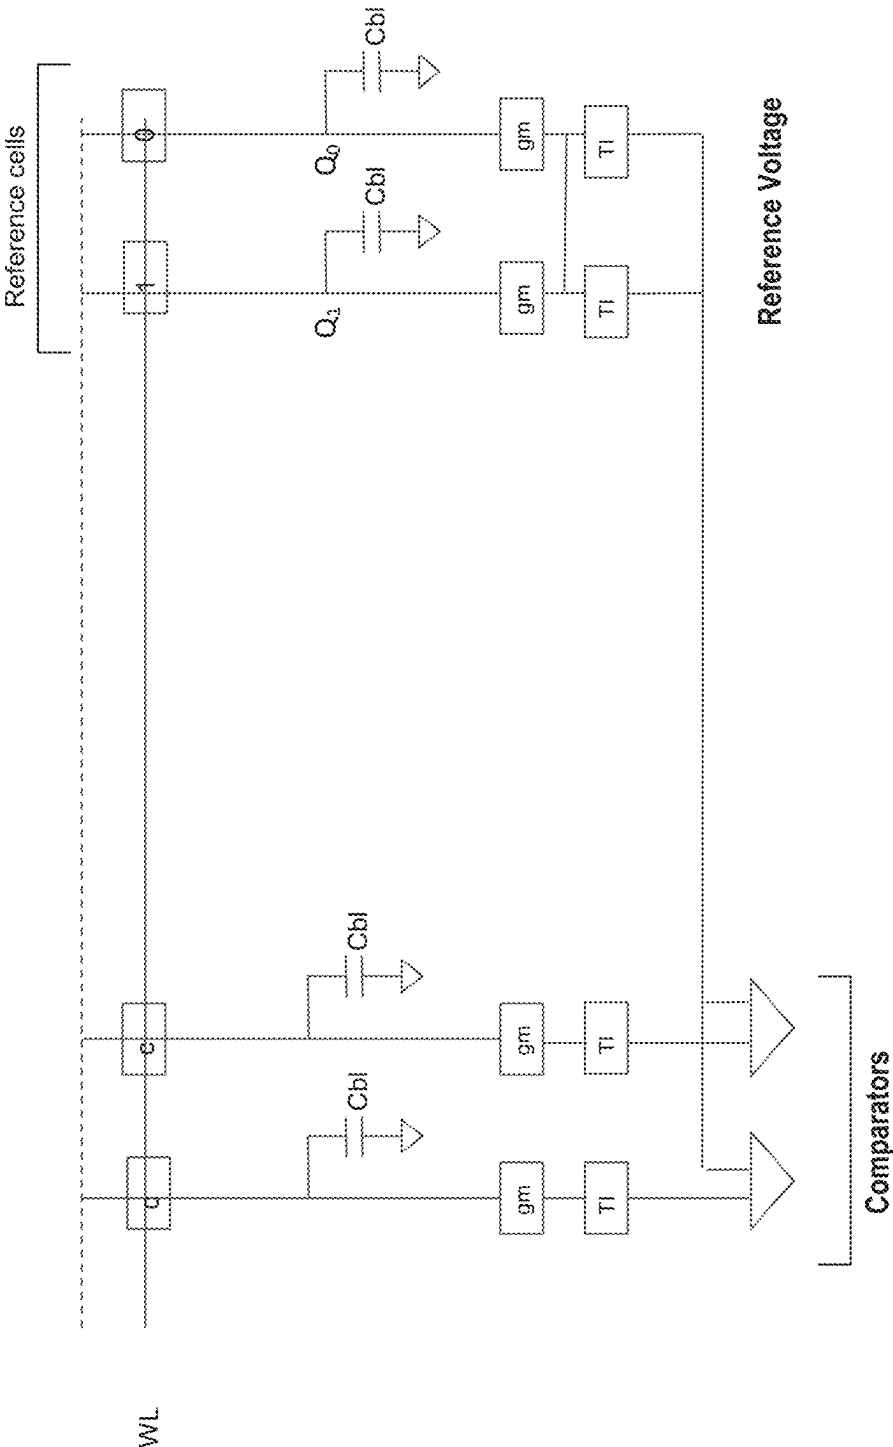 Reference cells
WL
1
0
Q₁
Q₀
Cbl
Cbl
Cbl
Cbl
gm
gm
gm
gm
TI
TI
TI
TI
Reference Voltage
Comparators